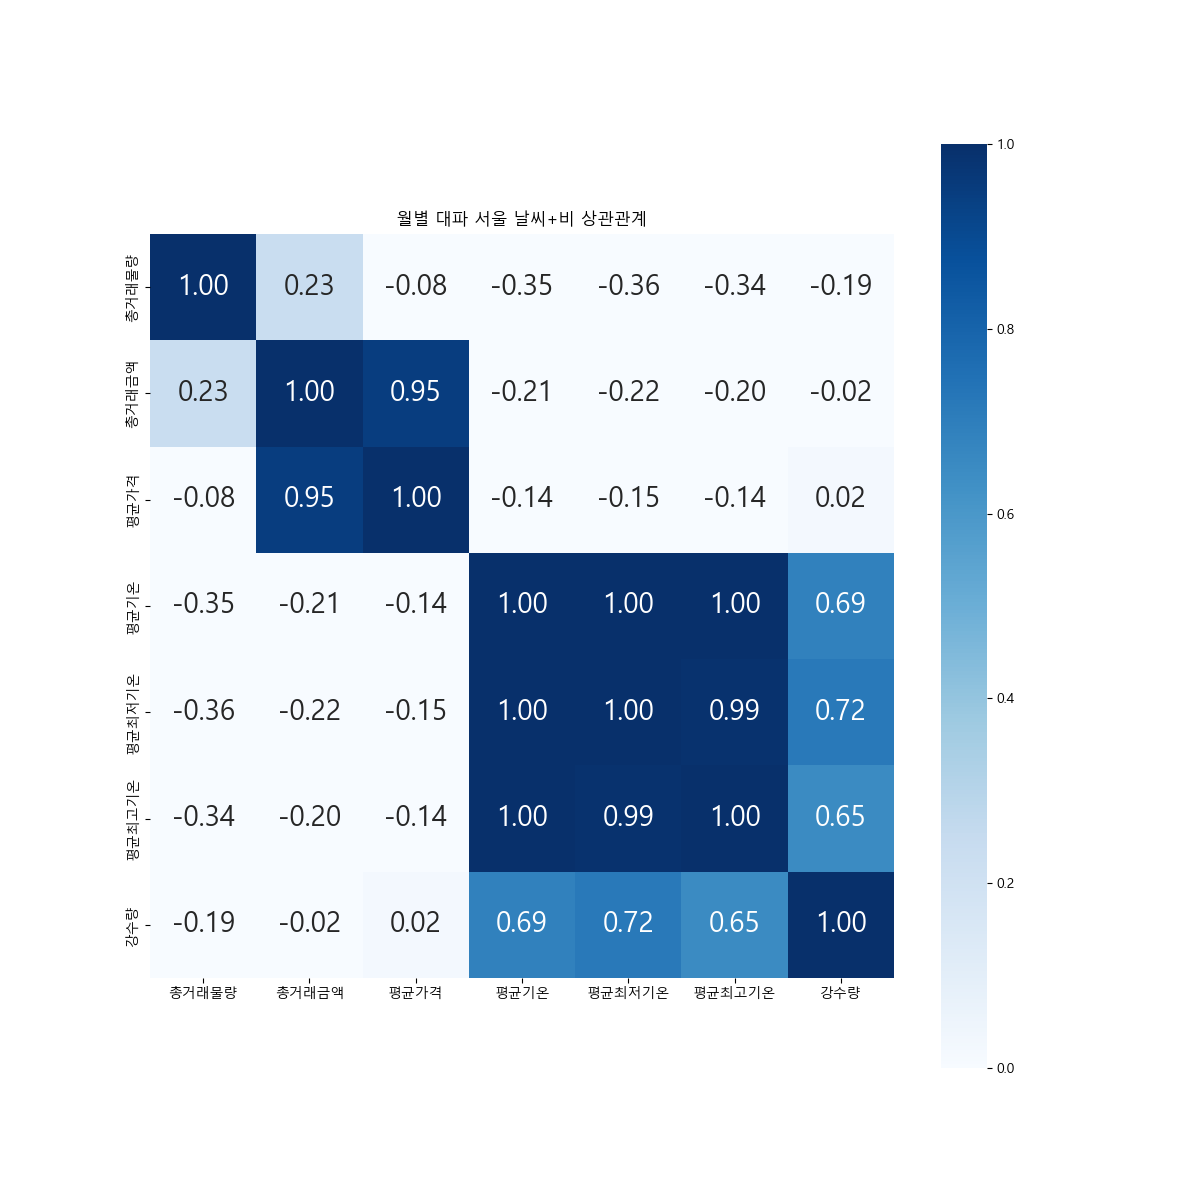 월별 대파 서울 날씨+비 상관관계
총거래물량 1.00 0.23 -0.08 -0.35 -0.36 -0.34 -0.19
총거래금액 0.23 1.00 0.95 -0.21 -0.22 -0.20 -0.02
평균가격 -0.08 0.95 1.00 -0.14 -0.15 -0.14 0.02
평균기온 -0.35 -0.21 -0.14 1.00 1.00 1.00 0.69
평균최저기온 -0.36 -0.22 -0.15 1.00 1.00 0.99 0.72
평균최고기온 -0.34 -0.20 -0.14 1.00 0.99 1.00 0.65
강수량 -0.19 -0.02 0.02 0.69 0.72 0.65 1.00
총거래물량 총거래금액 평균가격 평균기온 평균최저기온 평균최고기온 강수량
1.0
0.8
0.6
0.4
0.2
0.0